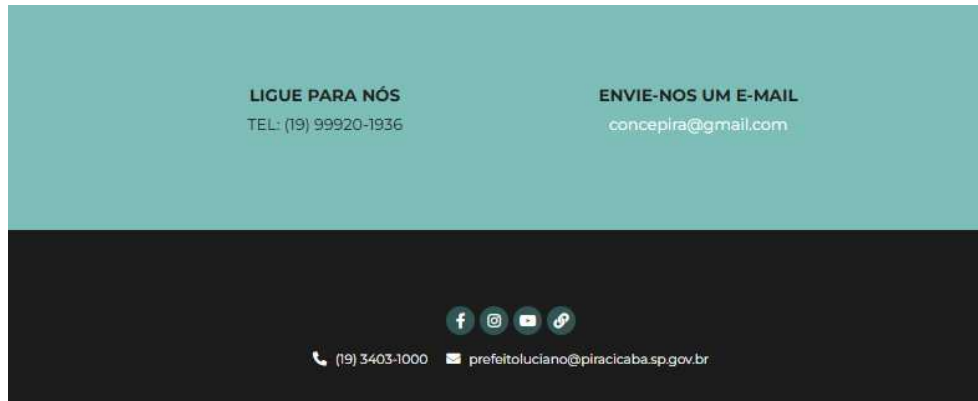 LIGUE PARA NÓS
TEL: (19) 99920-1936
ENVIE-NOS UM E-MAIL
concepira@gmail.com
(19) 3403-1000
prefeitoluciano@piracicaba.sp.gov.br